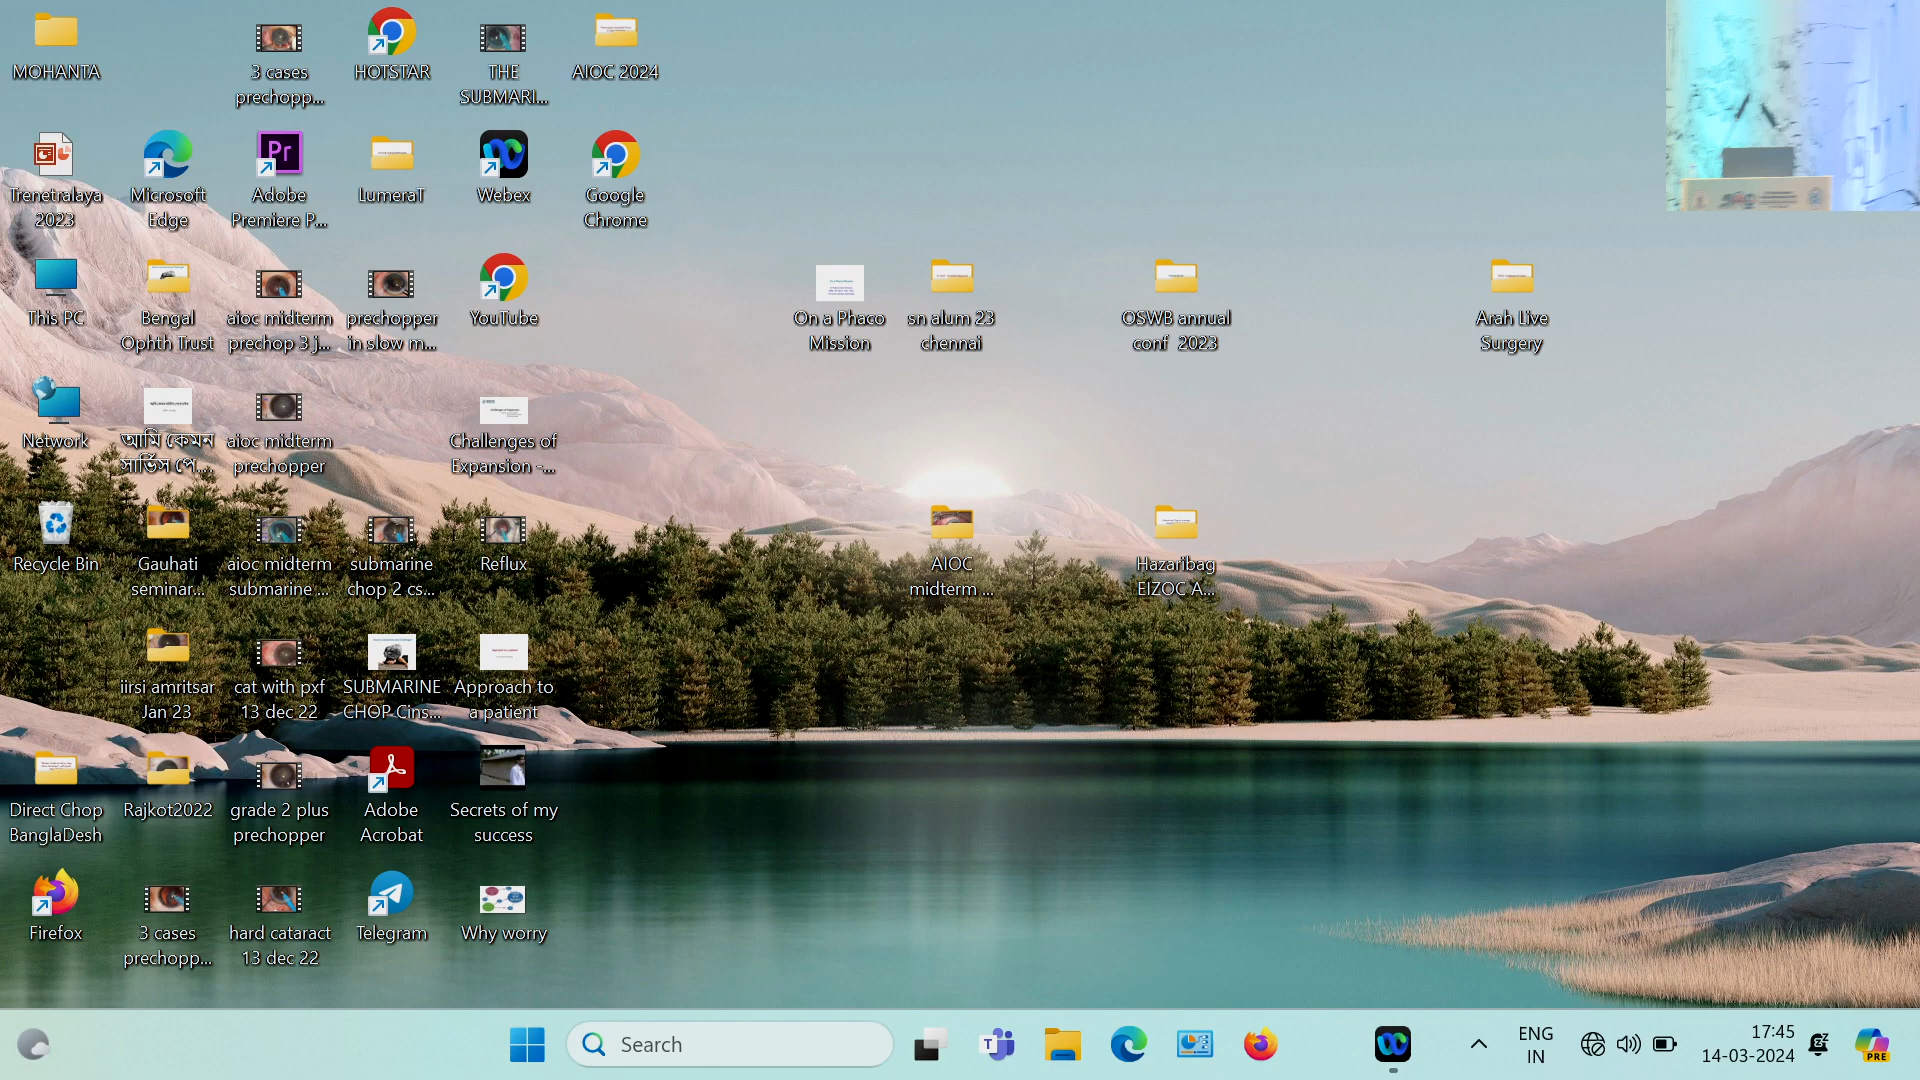 MOHANTA
3 cases
prechopp...
HOTSTAR
THE
SUBMARI...
AIOC 2024
Trenetralaya
2023
Microsoft
Edge
Adobe
Premiere P...
LumeraT
Webex
Google
Chrome
This PC
Bengal
Ophth Trust
aioc midterm
prechop 3 j...
prechopper
in slow m...
YouTube
On a Phaco
Mission
sn alum 23
chennai
OSWB annual
conf 2023
Arah Live
Surgery
Network
আমি কেমন
সার্ভিস পে...
aioc midterm
prechopper
Challenges of
Expansion -...
Recycle Bin
Gauhati
seminar...
aioc midterm
submarine ...
submarine
chop 2 cs...
Reflux
AIOC
midterm ...
Hazaribag
EIZOC A...
iirsi amritsar
Jan 23
cat with pxf
13 dec 22
SUBMARINE
CHOP Cins...
Approach to
a patient
Direct Chop
BanglaDesh
Rajkot2022
grade 2 plus
prechopper
Adobe
Acrobat
Secrets of my
success
Firefox
3 cases
prechopp...
hard cataract
13 dec 22
Telegram
Why worry
Search
ENG
IN
17:45
14-03-2024
PRE